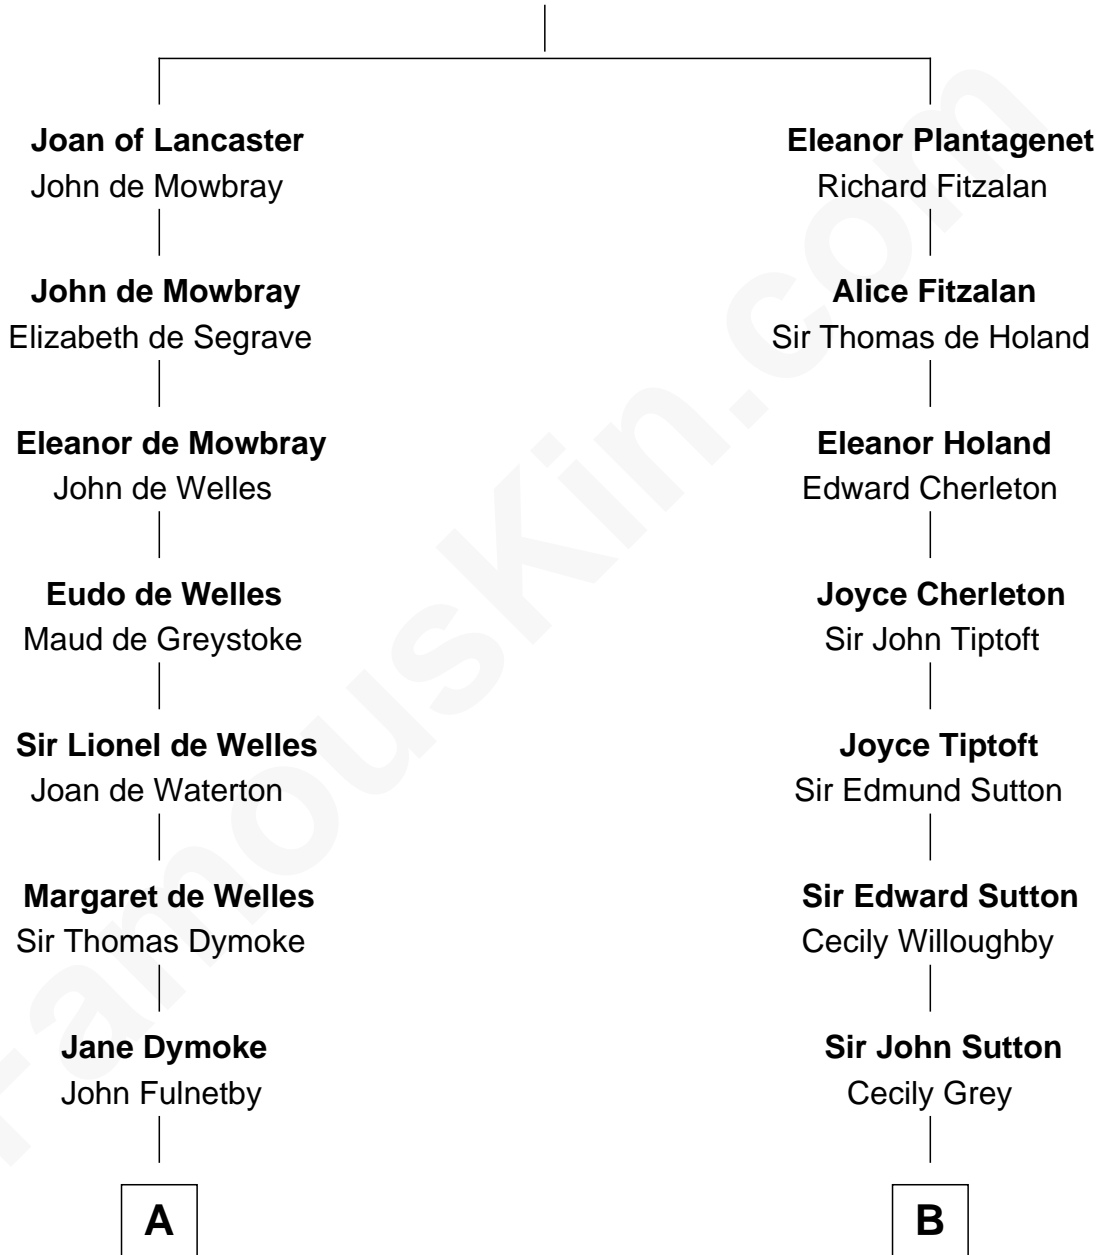 Joan of Lancaster
John de Mowbray
John de Mowbray
Elizabeth de Segrave
Eleanor de Mowbray
John de Welles
Eudo de Welles
Maud de Greystoke
Sir Lionel de Welles
Joan de Waterton
Margaret de Welles
Sir Thomas Dymoke
Jane Dymoke
John Fulnetby
A
Eleanor Plantagenet
Richard Fitzalan
Alice Fitzalan
Sir Thomas de Holand
Eleanor Holand
Edward Cherleton
Joyce Cherleton
Sir John Tiptoft
Joyce Tiptoft
Sir Edmund Sutton
Sir Edward Sutton
Cecily Willoughby
Sir John Sutton
Cecily Grey
B
FamousKin.com